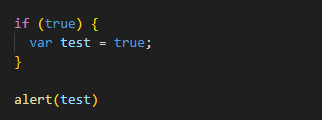 if (true) {
  var test = true;
}
alert(test)